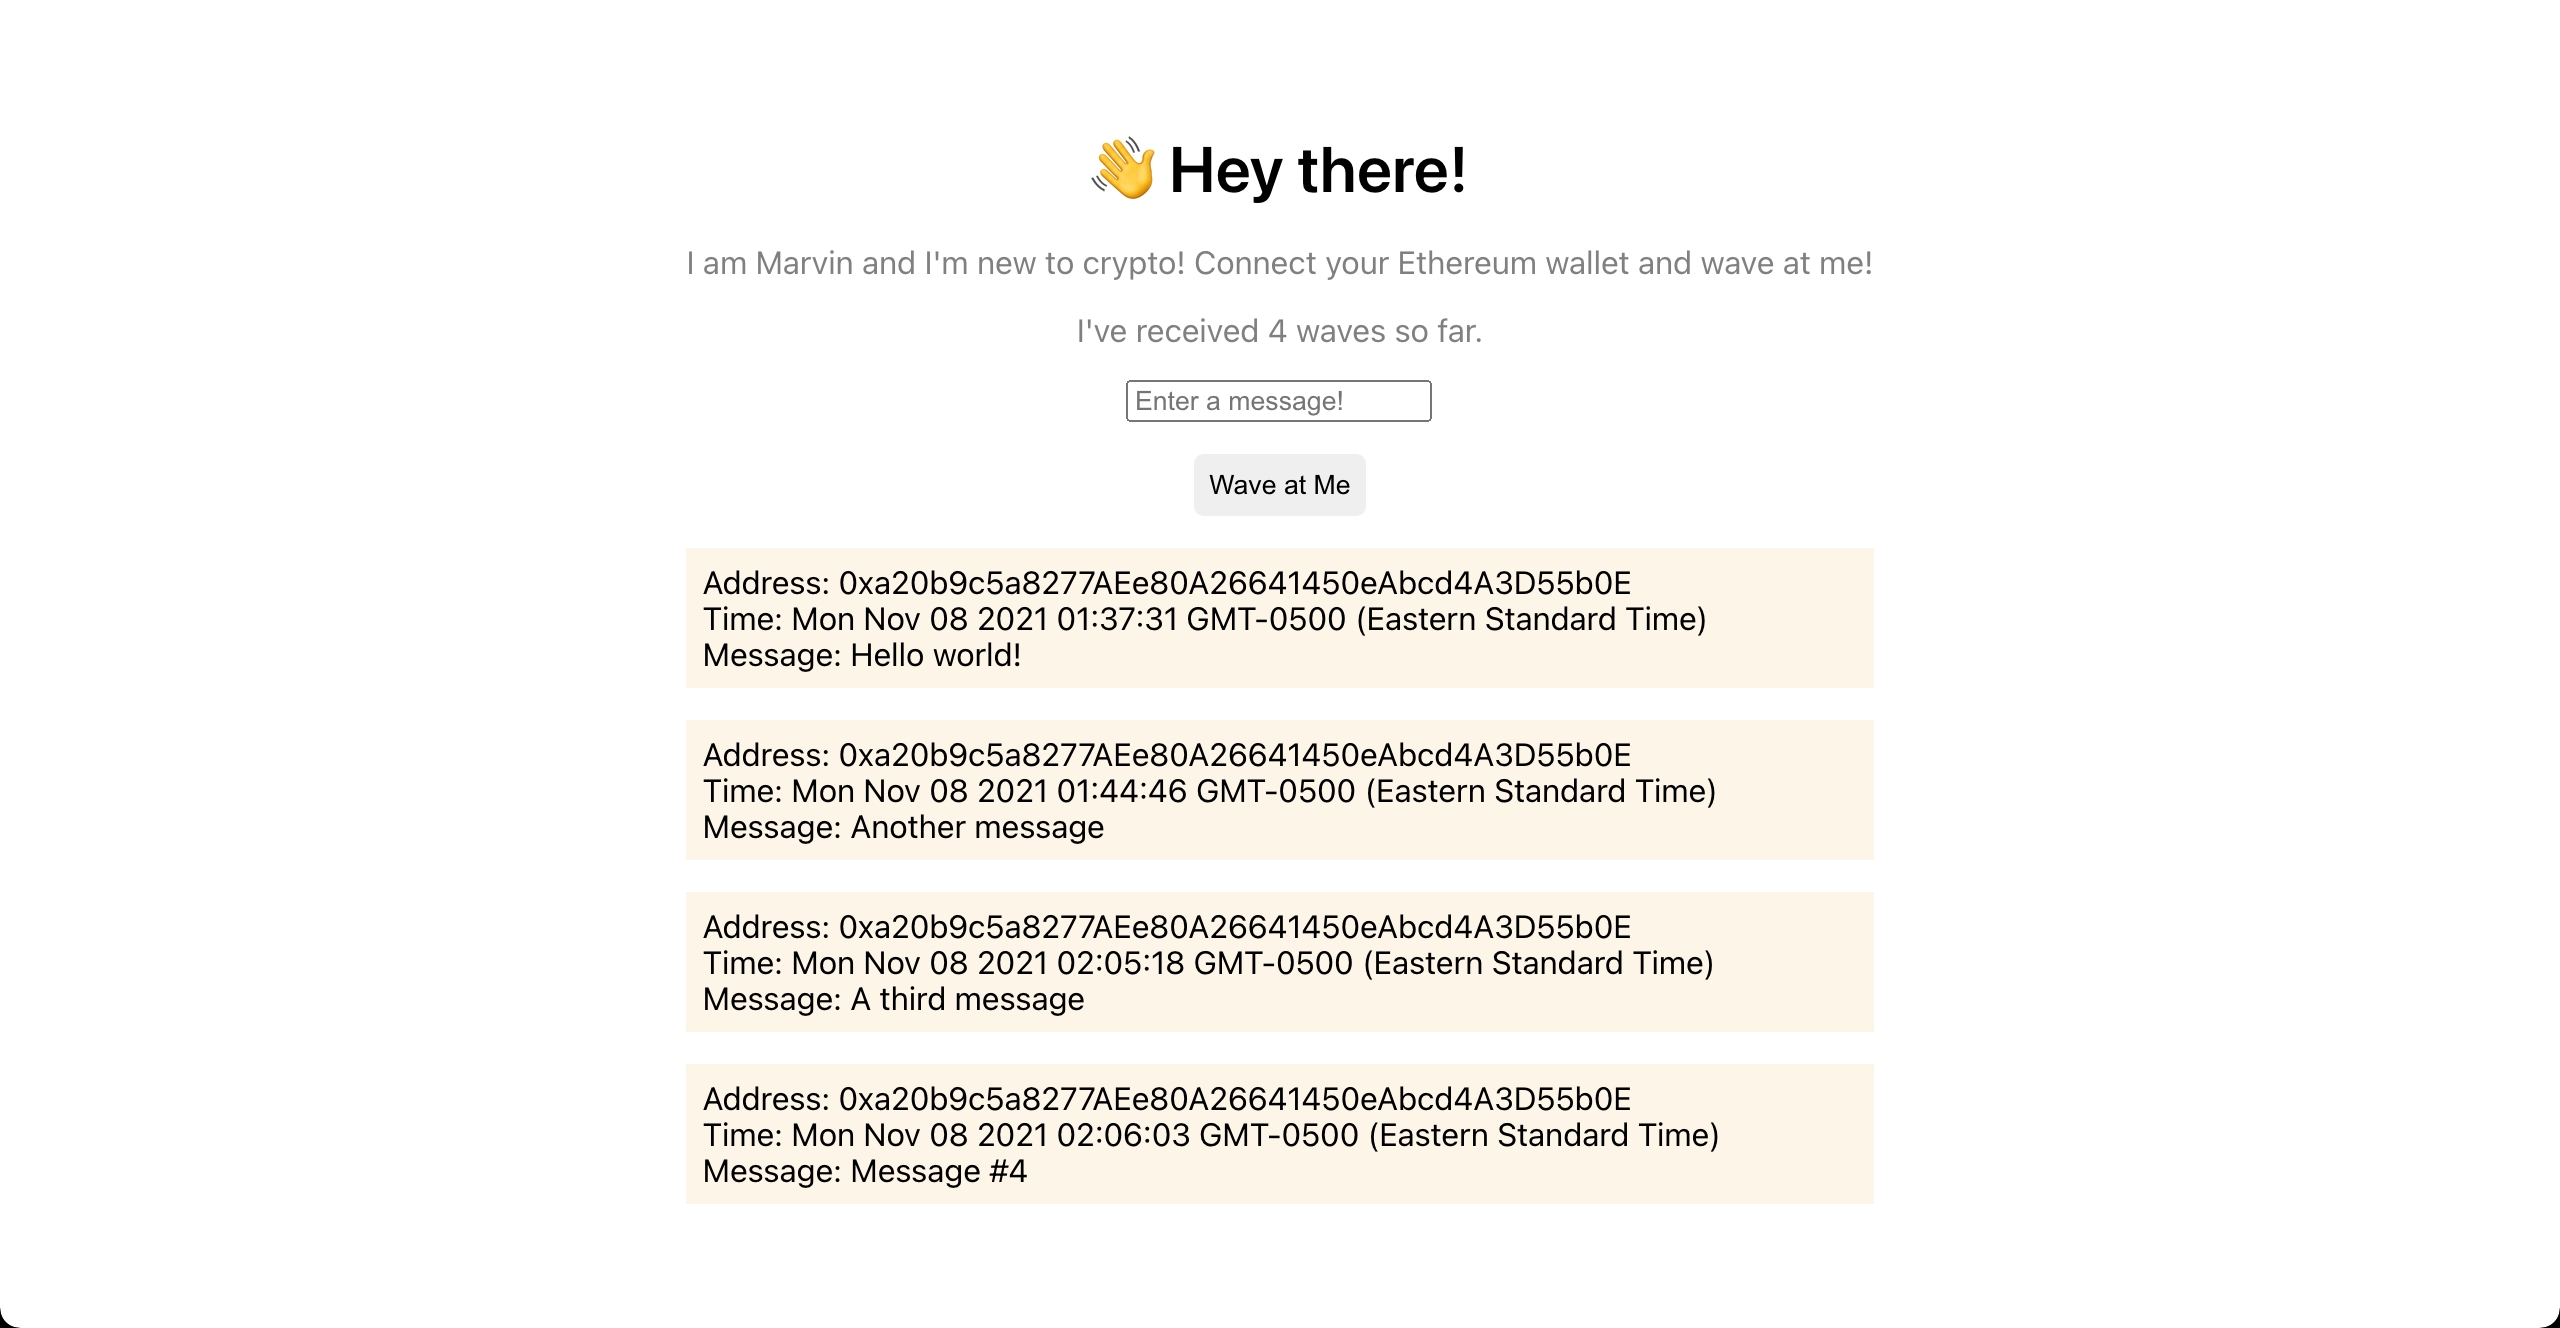 👋 Hey there!
I am Marvin and I'm new to crypto! Connect your Ethereum wallet and wave at me!
I've received 4 waves so far.
Enter a message!
Wave at Me
Address: 0xa20b9c5a8277AEe80A26641450eAbcd4A3D55b0E
Time: Mon Nov 08 2021 01:37:31 GMT-0500 (Eastern Standard Time)
Message: Hello world!
Address: 0xa20b9c5a8277AEe80A26641450eAbcd4A3D55b0E
Time: Mon Nov 08 2021 01:44:46 GMT-0500 (Eastern Standard Time)
Message: Another message
Address: 0xa20b9c5a8277AEe80A26641450eAbcd4A3D55b0E
Time: Mon Nov 08 2021 02:05:18 GMT-0500 (Eastern Standard Time)
Message: A third message
Address: 0xa20b9c5a8277AEe80A26641450eAbcd4A3D55b0E
Time: Mon Nov 08 2021 02:06:03 GMT-0500 (Eastern Standard Time)
Message: Message #4